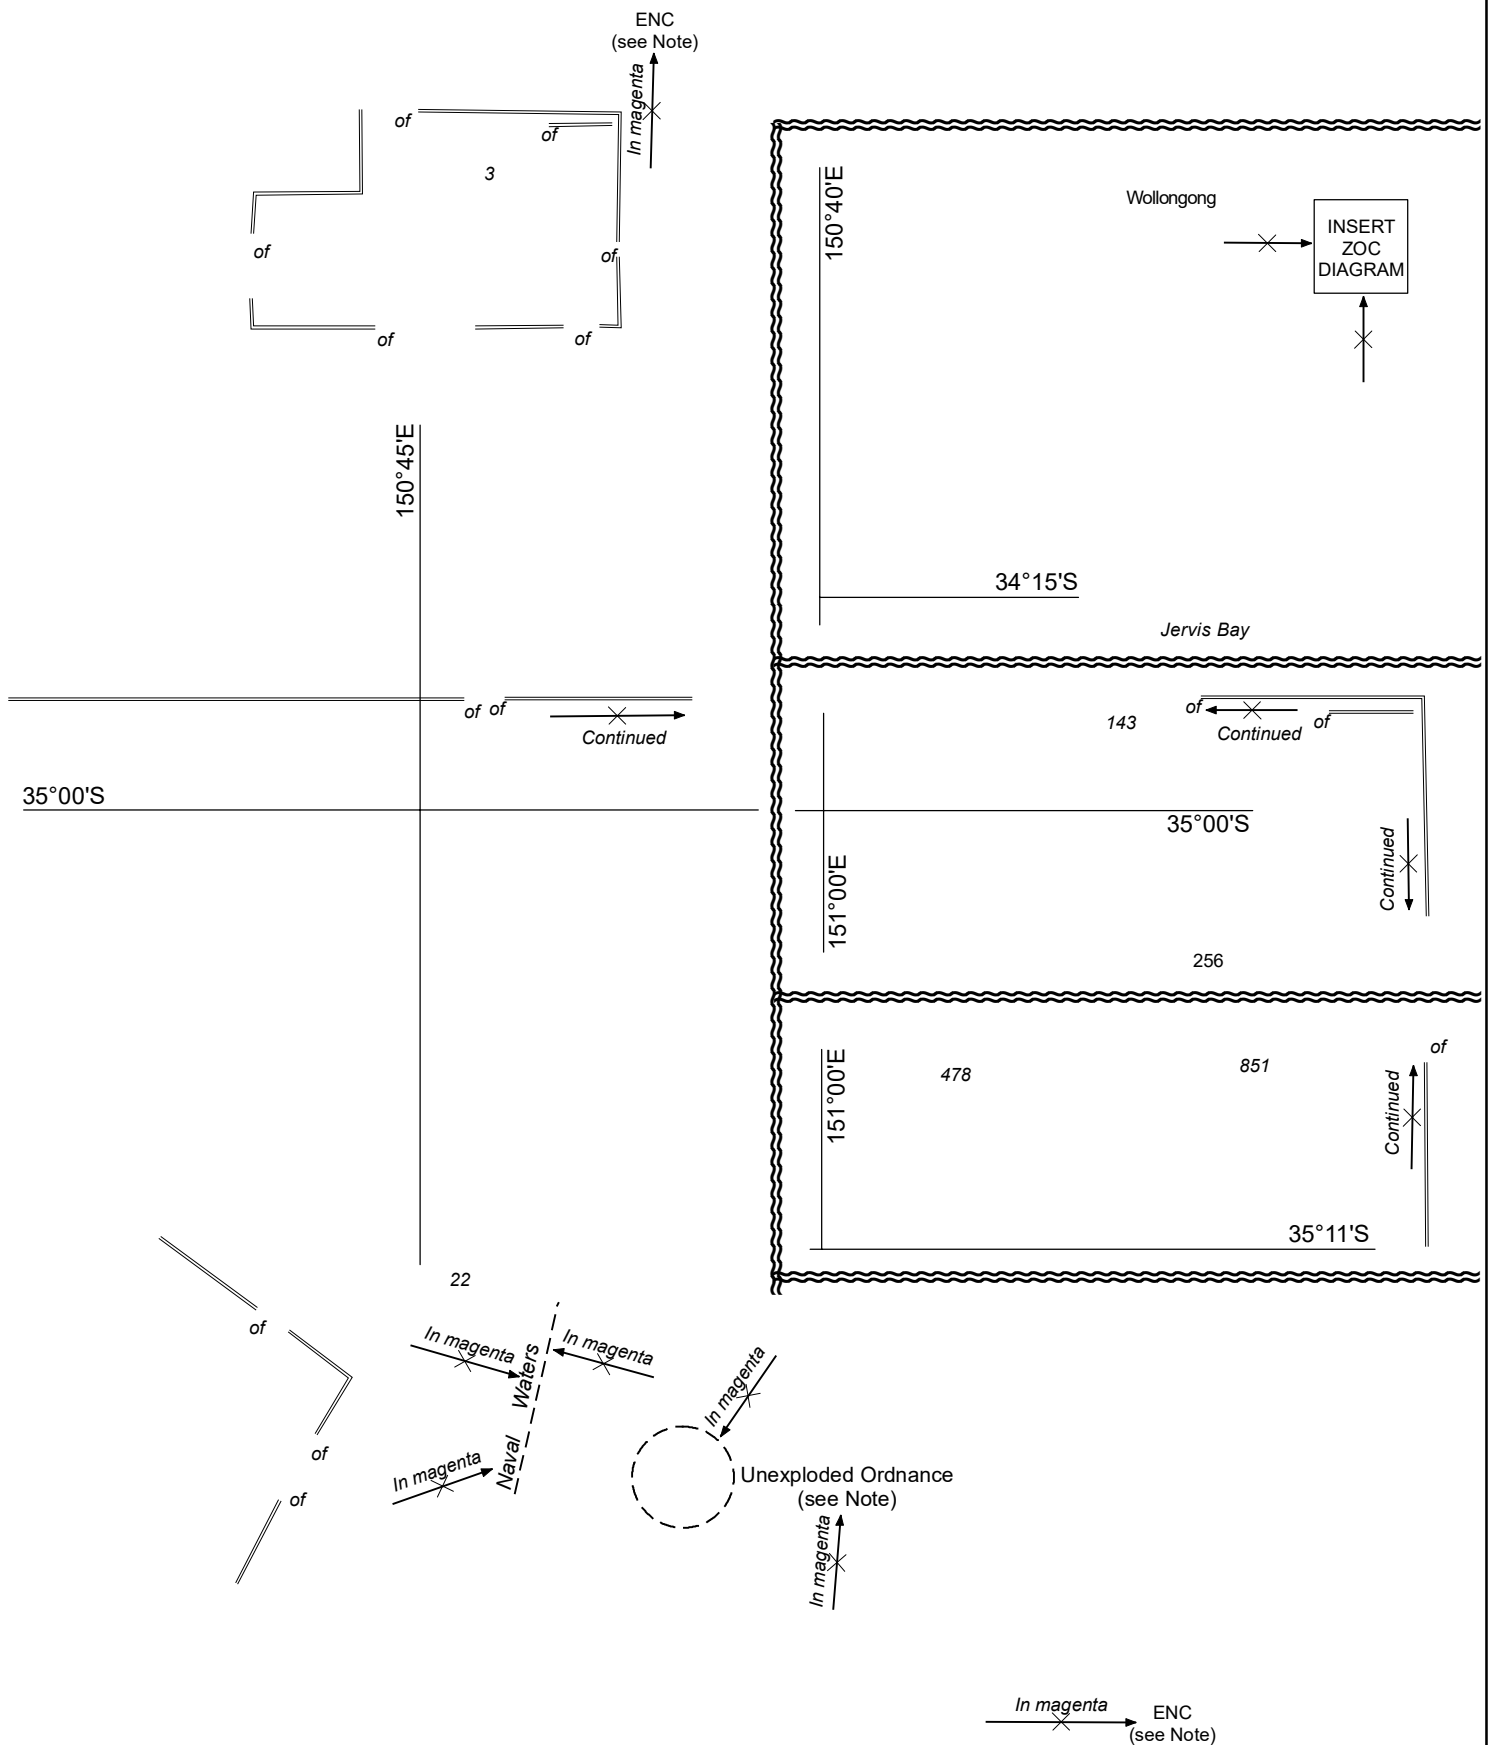 ENC
(see Note)
In magenta
of
of
3
of
of
of
of
150°45'E
of of
Continued
35°00'S
22
of
of
of
In magenta
In magenta
Naval Waters
In magenta
In magenta
Unexploded Ordnance
(see Note)
In magenta
In magenta
ENC
(see Note)
150°40'E
Wollongong
INSERT
ZOC
DIAGRAM
34°15'S
Jervis Bay
143
of
Continued
of
35°00'S
151°00'E
Continued
256
151°00'E
478
851
of
Continued
35°11'S